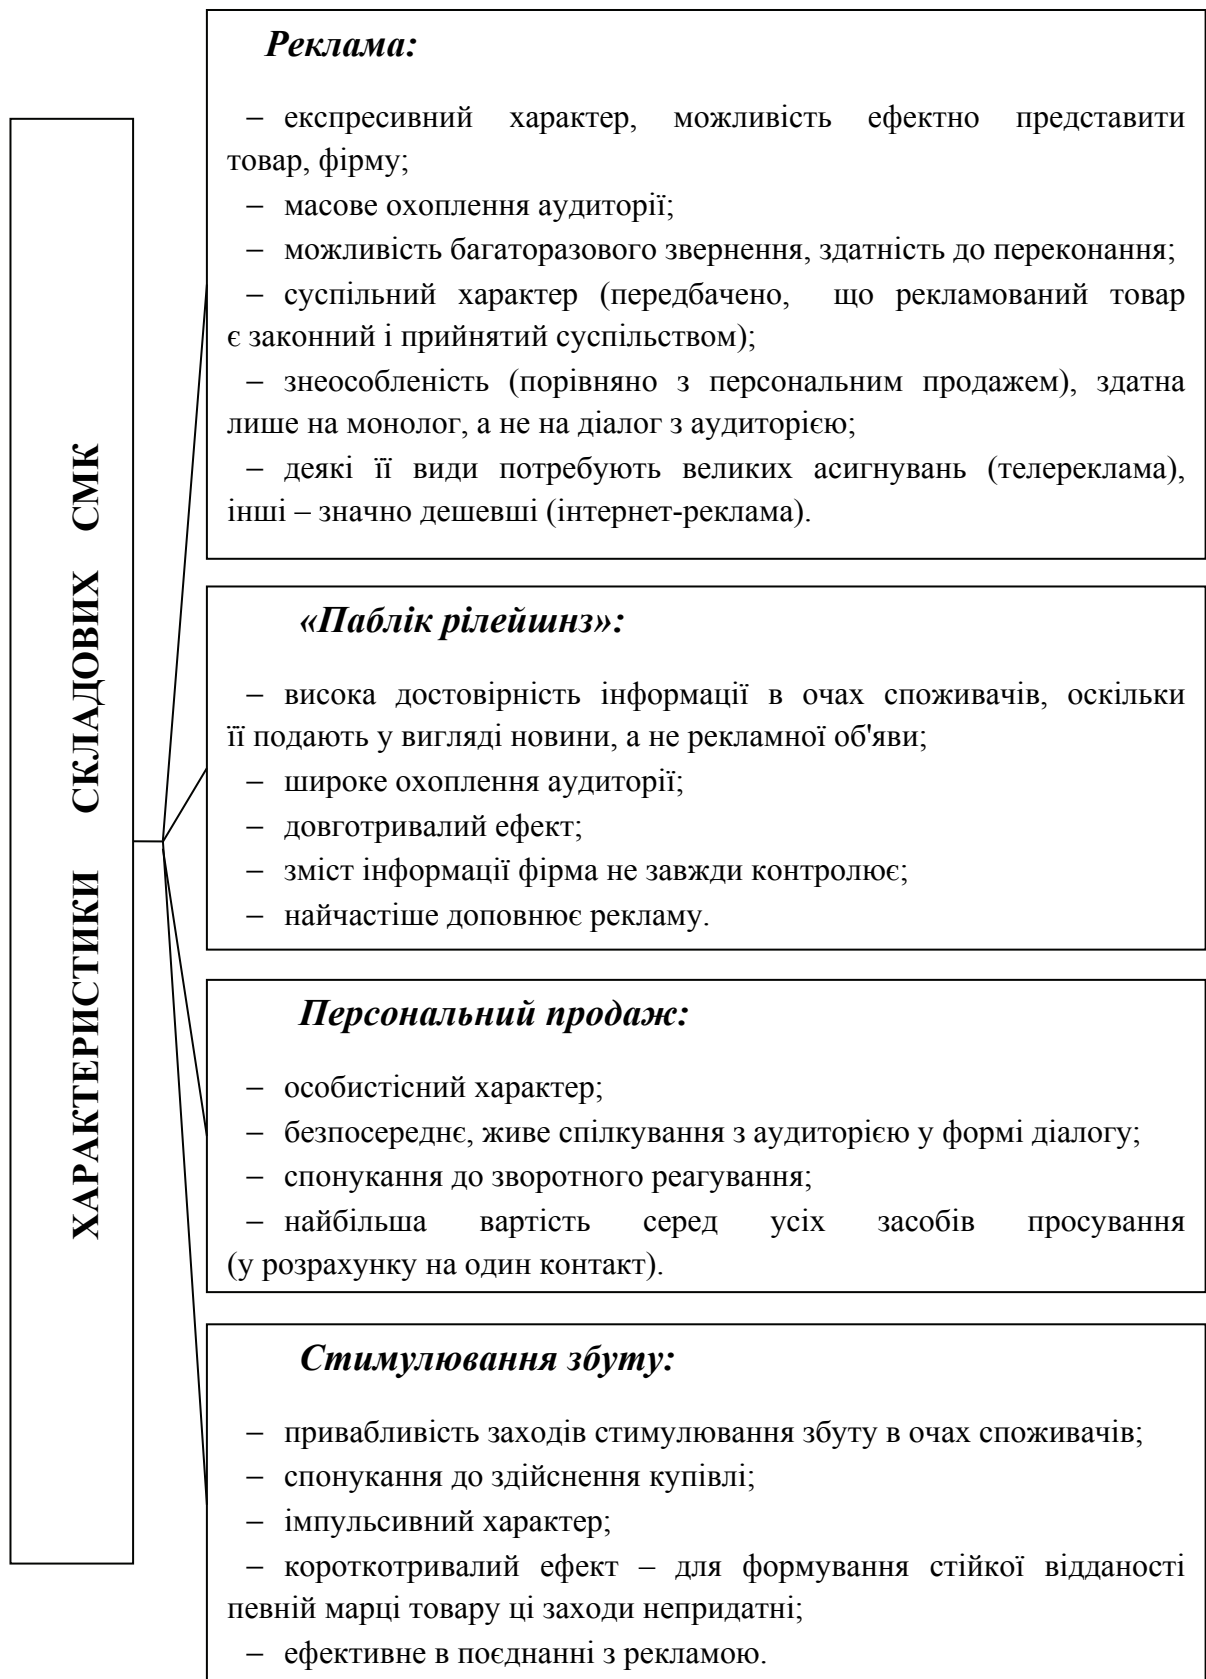 ХАРАКТЕРИСТИКИ СКЛАДОВИХ СМК
Реклама:
– експресивний характер, можливість ефектно представити
товар, фірму;
– масове охоплення аудиторії;
– можливість багаторазового звернення, здатність до переконання;
– суспільний характер (передбачено, що рекламований товар
є законний і прийнятий суспільством);
– знеособленість (порівняно з персональним продажем), здатна
лише на монолог, а не на діалог з аудиторією;
– деякі її види потребують великих асигнувань (телереклама),
інші – значно дешевші (інтернет-реклама).
«Паблік рілейшнз»:
– висока достовірність інформації в очах споживачів, оскільки
її подають у вигляді новини, а не рекламної об'яви;
– широке охоплення аудиторії;
– довготривалий ефект;
– зміст інформації фірма не завжди контролює;
– найчастіше доповнює рекламу.
Персональний продаж:
– особистісний характер;
– безпосереднє, живе спілкування з аудиторією у формі діалогу;
– спонукання до зворотного реагування;
– найбільша вартість серед усіх засобів просування
(у розрахунку на один контакт).
Стимулювання збуту:
– привабливість заходів стимулювання збуту в очах споживачів;
– спонукання до здійснення купівлі;
– імпульсивний характер;
– короткотривалий ефект – для формування стійкої відданості
певній марці товару ці заходи непридатні;
– ефективне в поєднанні з рекламою.